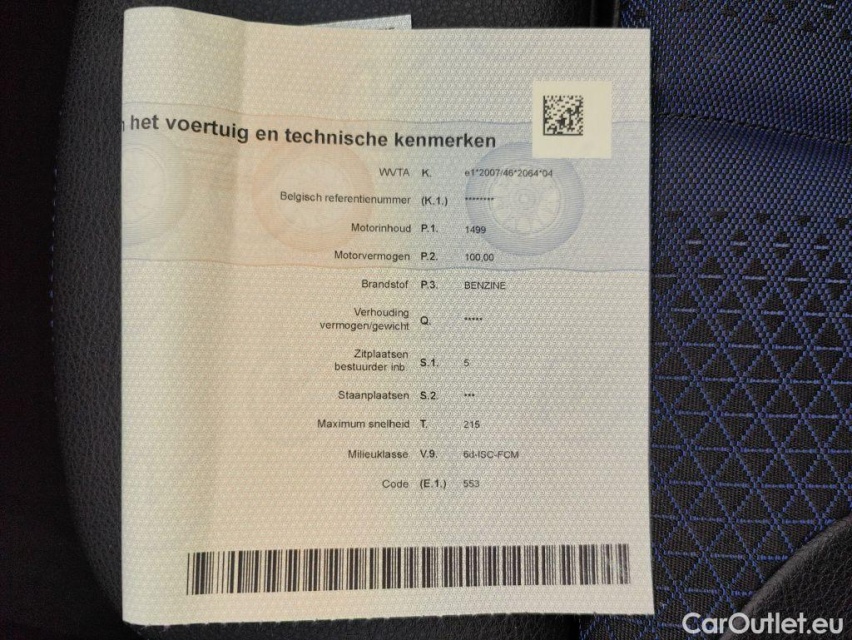 het voertuig en technische kenmerken
WVTA K. e1*2007/46*2064*04
Belgisch referentienummer (K.1.) ********
Motorinhoud P.1. 1499
Motorvermogen P.2. 100,00
Brandstof P.3. BENZINE
Verhouding
vermogen/gewicht Q. *****
Zitplaatsen
bestuurder inb. S.1. 5
Staanplaatsen S.2. ***
Maximum snelheid T. 215
Milieuklasse V.9. 6d-ISC-FCM
Code (E.1.) 553
CarOutlet.eu